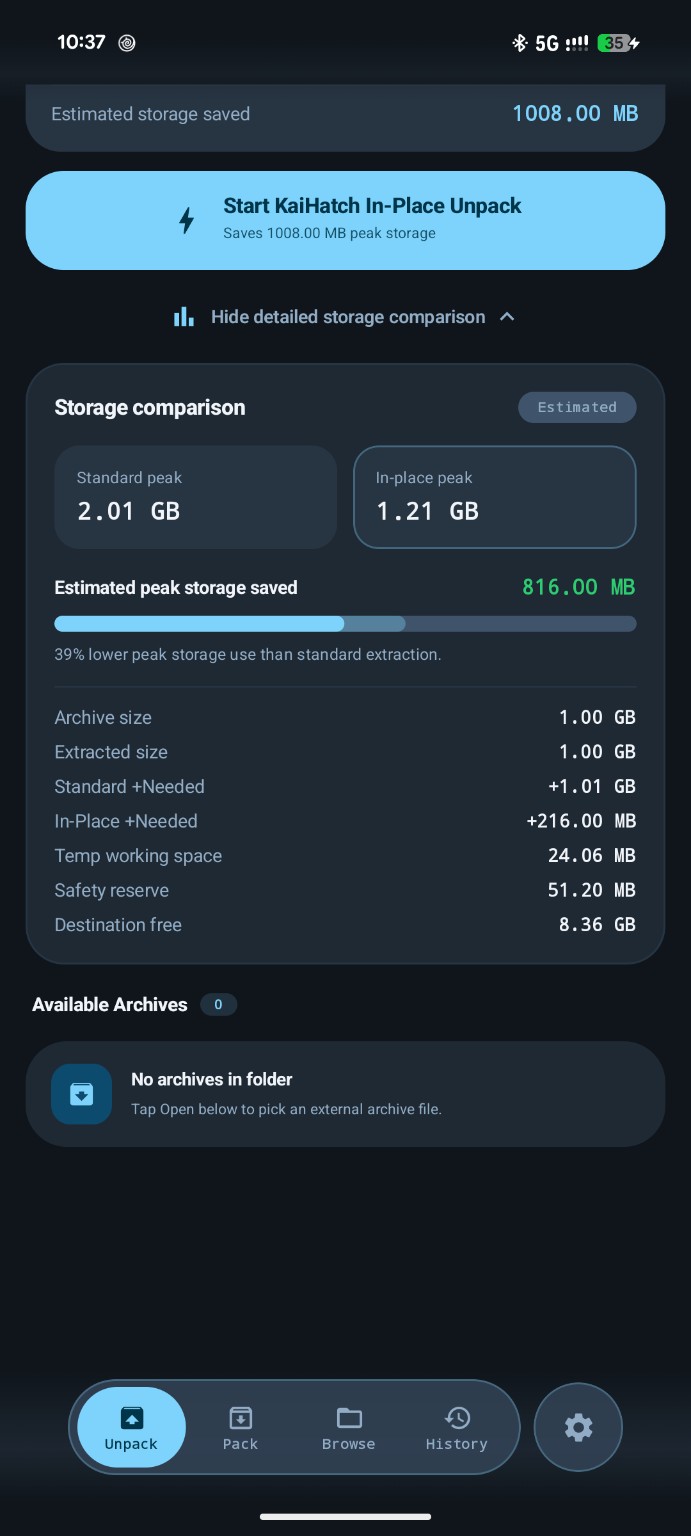 10:37
5G
35
Estimated storage saved 1008.00 MB
Start KaiHatch In-Place Unpack
Saves 1008.00 MB peak storage
Hide detailed storage comparison
Storage comparison Estimated
Standard peak
2.01 GB
In-place peak
1.21 GB
Estimated peak storage saved 816.00 MB
39% lower peak storage use than standard extraction.
Archive size 1.00 GB
Extracted size 1.00 GB
Standard +Needed +1.01 GB
In-Place +Needed +216.00 MB
Temp working space 24.06 MB
Safety reserve 51.20 MB
Destination free 8.36 GB
Available Archives 0
No archives in folder
Tap Open below to pick an external archive file.
Unpack
Pack
Browse
History